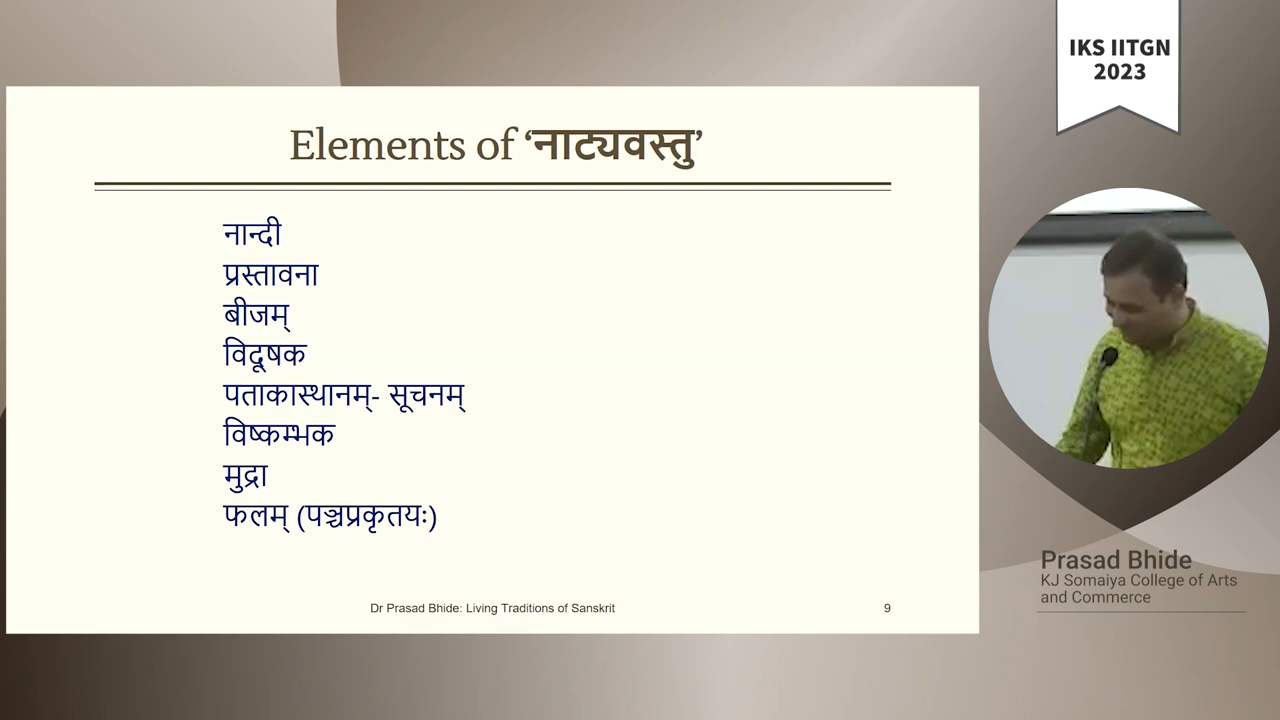 IKS IITGN
2023
Elements of ‘नाट्यवस्तु’
नान्दी
प्रस्तावना
बीजम्
विदूषक
पताकास्थानम्- सूचनम्
विष्कम्भक
मुद्रा
फलम् (पञ्चप्रकृतयः)
Dr Prasad Bhide: Living Traditions of Sanskrit
9
Prasad Bhide
KJ Somaiya College of Arts
and Commerce